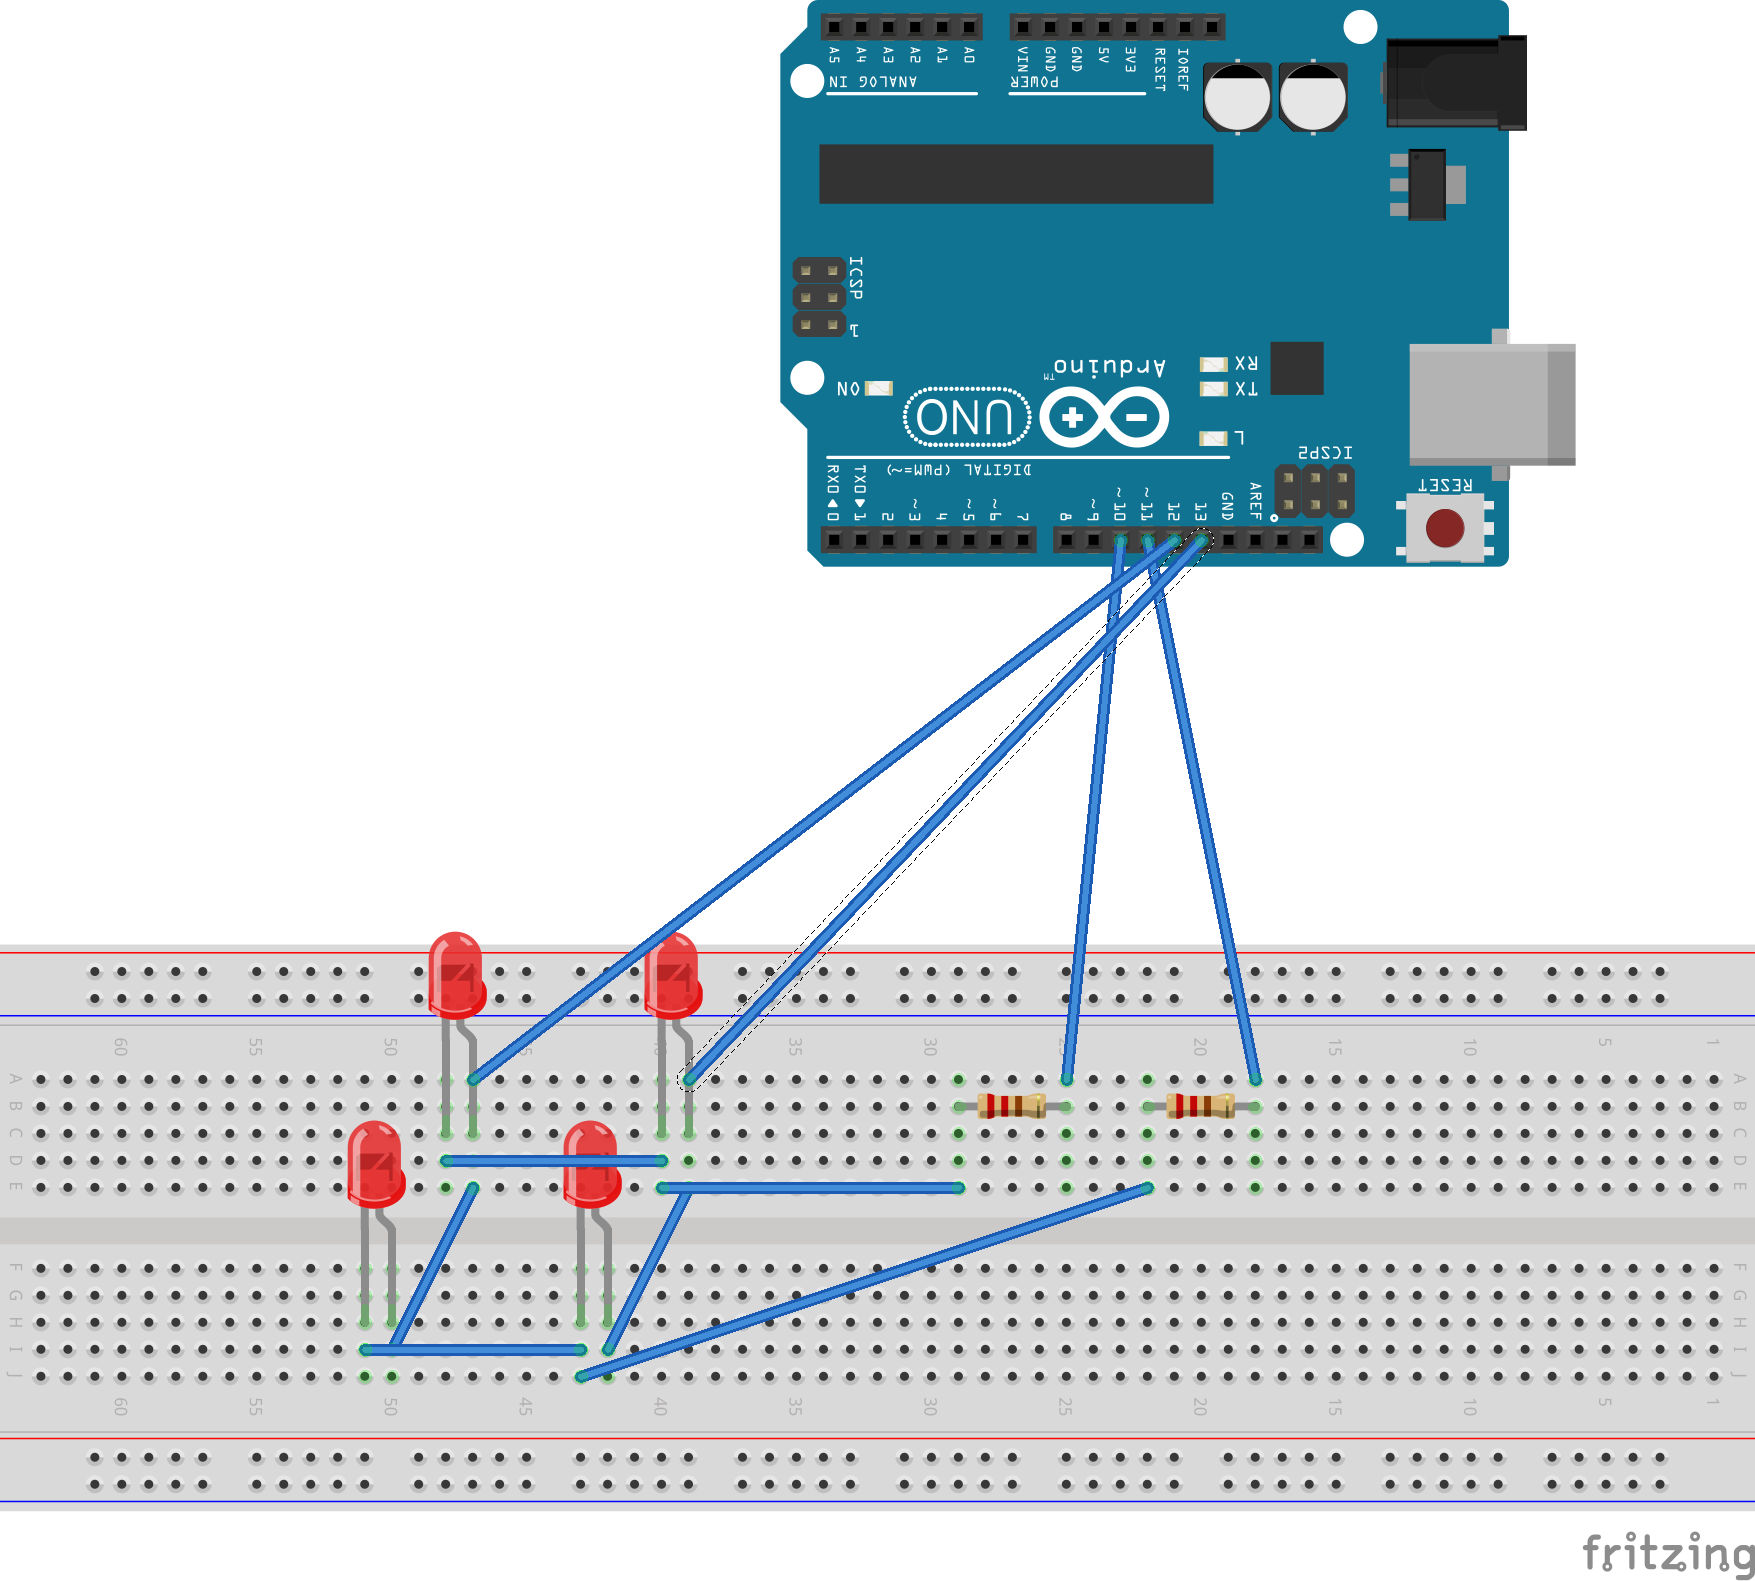 A5 A4 A3 A2 A1 A0
VIN GND GND 5V 3V3 RESET IOREF
ANALOG IN
POWER
ICSP
1
Arduino
TM
RX
TX
ON
UNO
L
ICSP2
DIGITAL (PWM=~)
RESET
RX0 TX0
0 1 2 ~3 4 ~5 ~6 7 8 ~9 ~10 ~11 12 13 GND AREF
60 55 50 45 40 35 30 25 20 15 10 5 1
A A
B B
C C
D D
E E
F F
G G
H H
I I
J J
60 55 50 45 40 35 30 25 20 15 10 5 1
fritzing